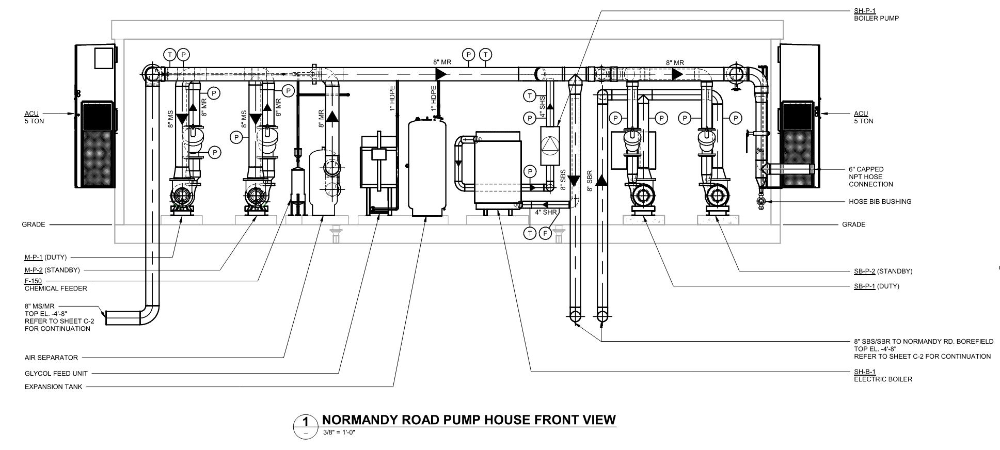 SH-P-1
BOILER PUMP
T
P
8" MR
P
T
8" MR
P
P
8" MS
8" MR
8" MS
8" MR
8" MR
1" HDPE
1" HDPE
T
P
4" SHS
P
P
P
P
ACU
5 TON
ACU
5 TON
P
P
P
8" SBS
8" SBR
6" CAPPED
NPT HOSE
CONNECTION
HOSE BIB BUSHING
4" SHR
T
F
GRADE
GRADE
M-P-1 (DUTY)
M-P-2 (STANDBY)
F-150
CHEMICAL FEEDER
8" MS/MR
TOP EL. -4'-8"
REFER TO SHEET C-2
FOR CONTINUATION
AIR SEPARATOR
GLYCOL FEED UNIT
EXPANSION TANK
SB-P-2 (STANDBY)
SB-P-1 (DUTY)
8" SBS/SBR TO NORMANDY RD. BOREFIELD
TOP EL. -4'-8"
REFER TO SHEET C-2 FOR CONTINUATION
SH-B-1
ELECTRIC BOILER
1
–
NORMANDY ROAD PUMP HOUSE FRONT VIEW
3/8" = 1'-0"